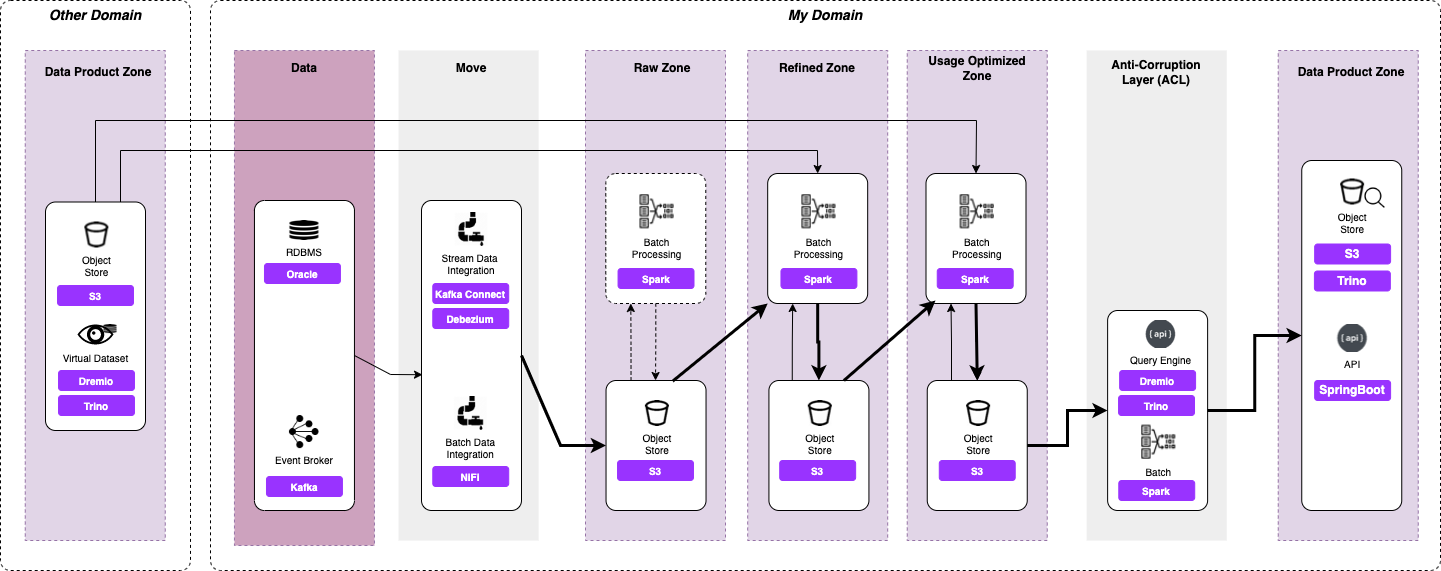 Other Domain
My Domain
Data Product Zone
Object
Store
S3
Virtual Dataset
Dremio
Trino
Data
RDBMS
Oracle
Event Broker
Kafka
Move
Stream Data
Integration
Kafka Connect
Debezium
Batch Data
Integration
NIFI
Raw Zone
Batch
Processing
Spark
Object
Store
S3
Refined Zone
Batch
Processing
Spark
Object
Store
S3
Usage Optimized
Zone
Batch
Processing
Spark
Object
Store
S3
Anti-Corruption
Layer (ACL)
[ api ]
Query Engine
Dremio
Trino
Batch
Spark
Data Product Zone
Object
Store
S3
Trino
[ api ]
API
SpringBoot